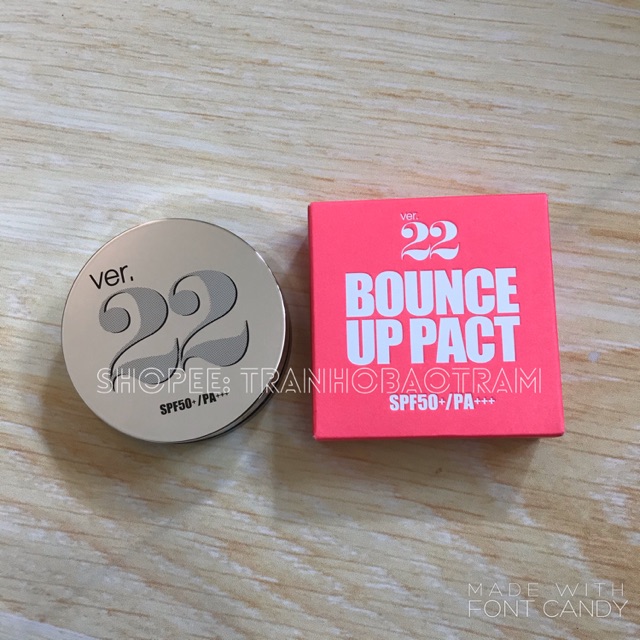 ver.
22
SPF50+/PA+++
ver.
22
BOUNCE
UP PACT
SPF50+/PA+++
SHOPEE: TRANHOBAOTRAM
MADE WITH
FONT CANDY